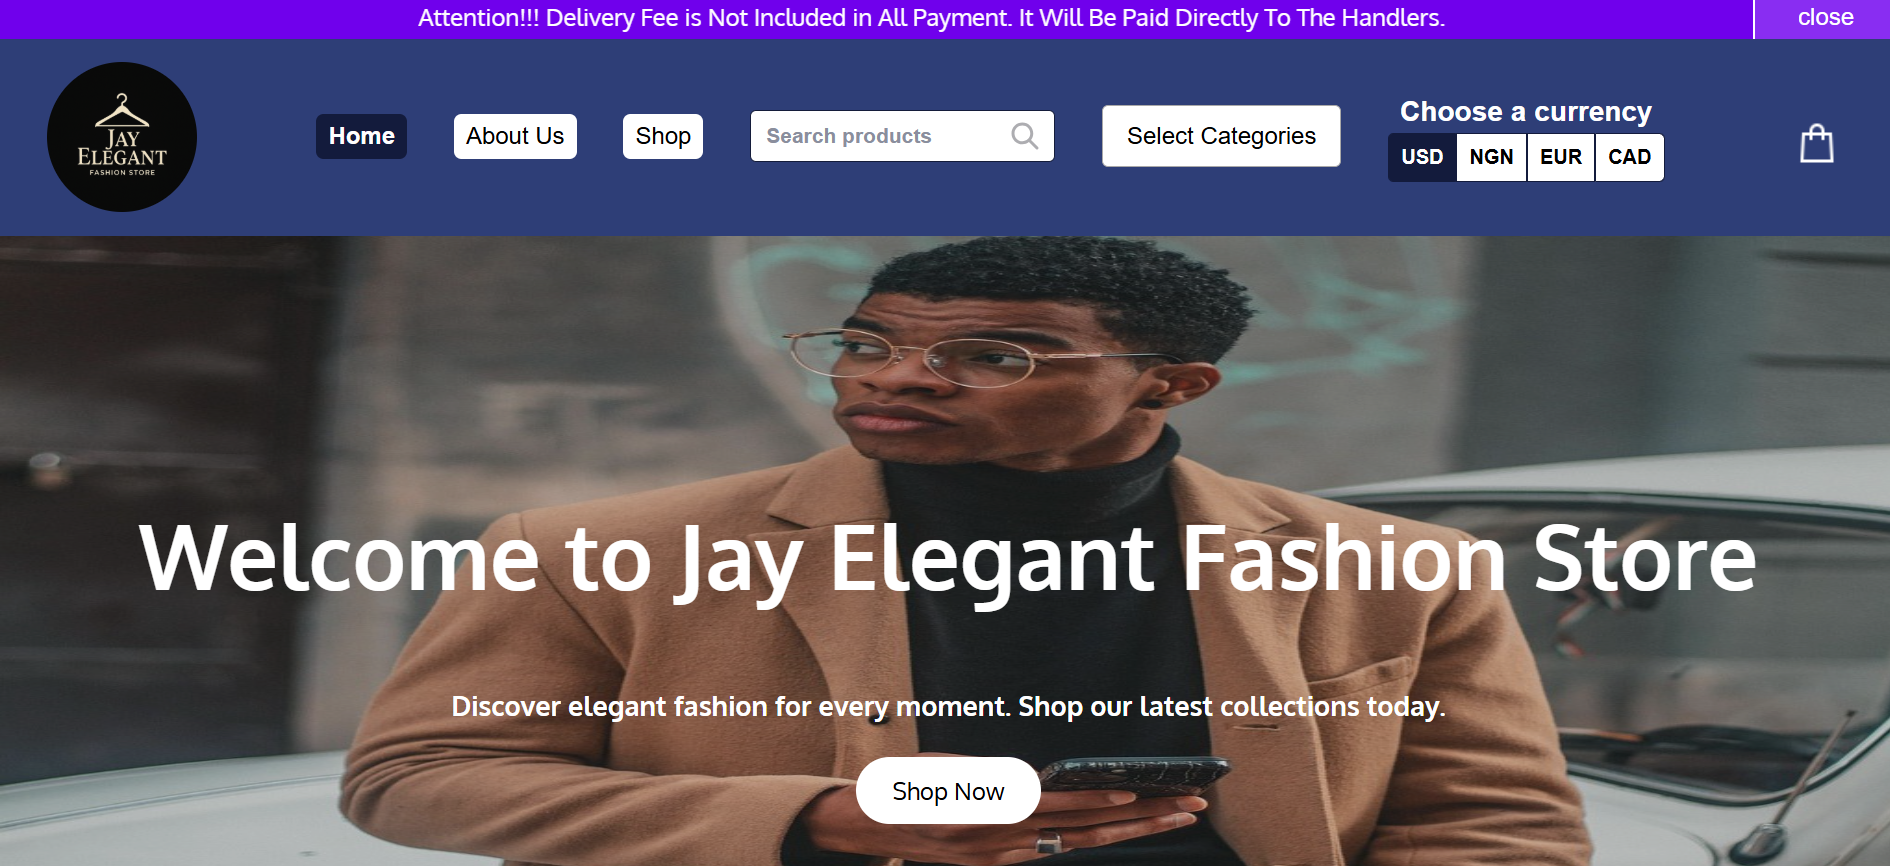 Attention!!! Delivery Fee is Not Included in All Payment. It Will Be Paid Directly To The Handlers.
close
JAY
ELEGANT
FASHION STORE
Home
About Us
Shop
Search products
Select Categories
Choose a currency
USD
NGN
EUR
CAD
Welcome to Jay Elegant Fashion Store
Discover elegant fashion for every moment. Shop our latest collections today.
Shop Now